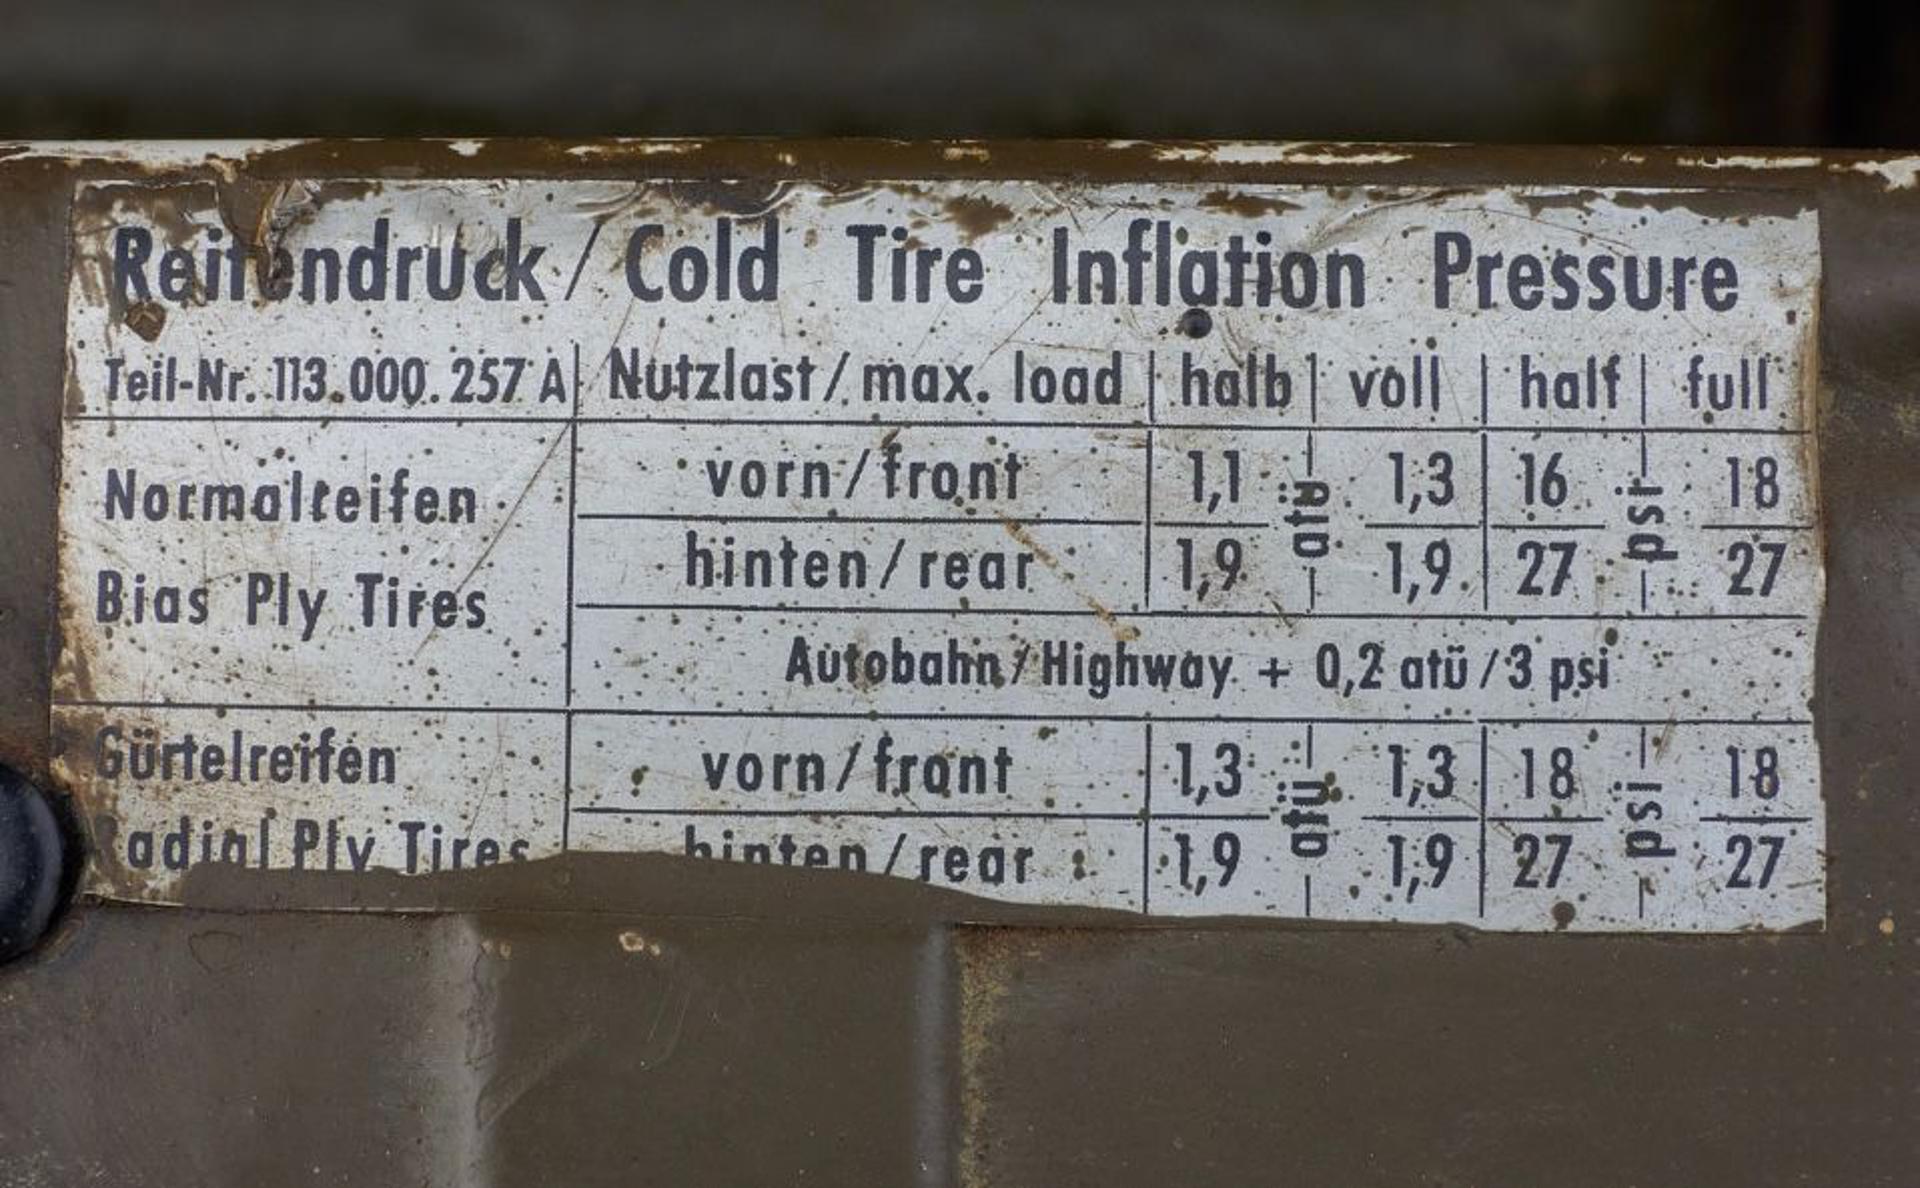 Reifendruck / Cold Tire Inflation Pressure
Teil-Nr. 113.000.257 A Nutzlast / max. load halb voll half full
Normalreifen
Bias Ply Tires
vorn / front 1,1 atü 1,3 16 psi 18
hinten / rear 1,9 1,9 27 27
Autobahn / Highway + 0,2 atü / 3 psi
Gürtelreifen
Radial Ply Tires
vorn / front 1,3 atü 1,3 18 psi 18
hinten / rear 1,9 1,9 27 27